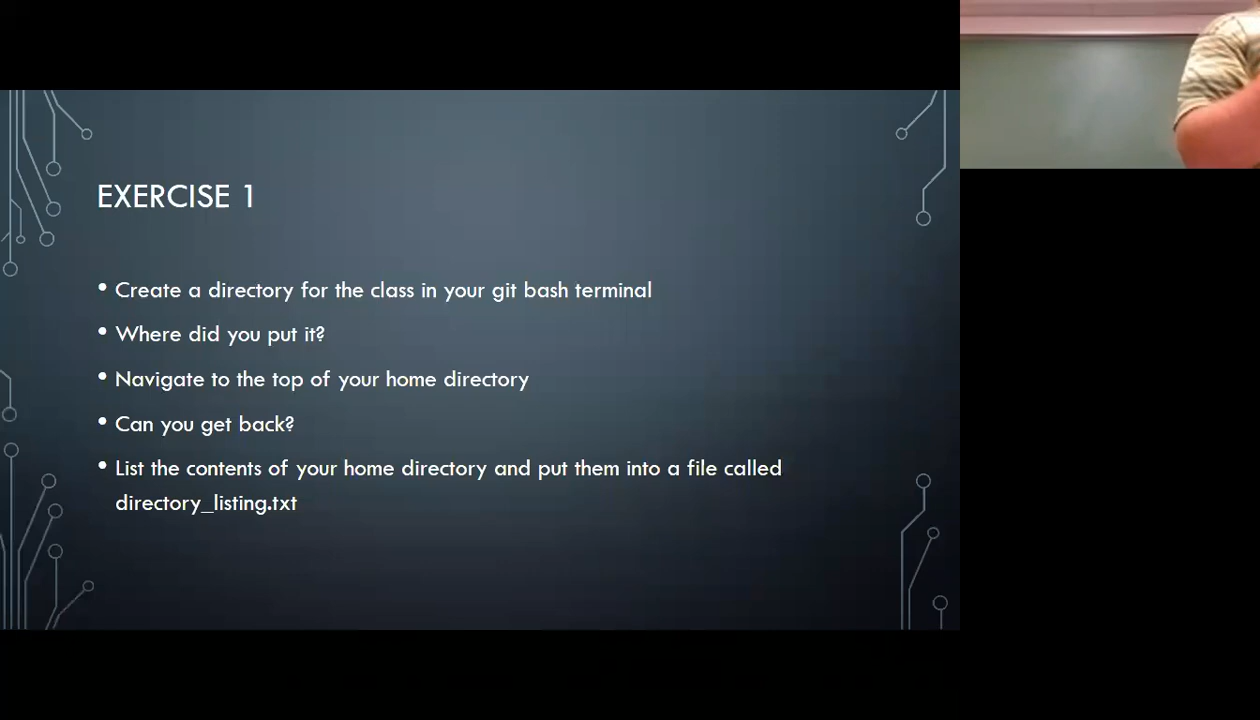 EXERCISE 1
• Create a directory for the class in your git bash terminal
• Where did you put it?
• Navigate to the top of your home directory
• Can you get back?
• List the contents of your home directory and put them into a file called
directory_listing.txt